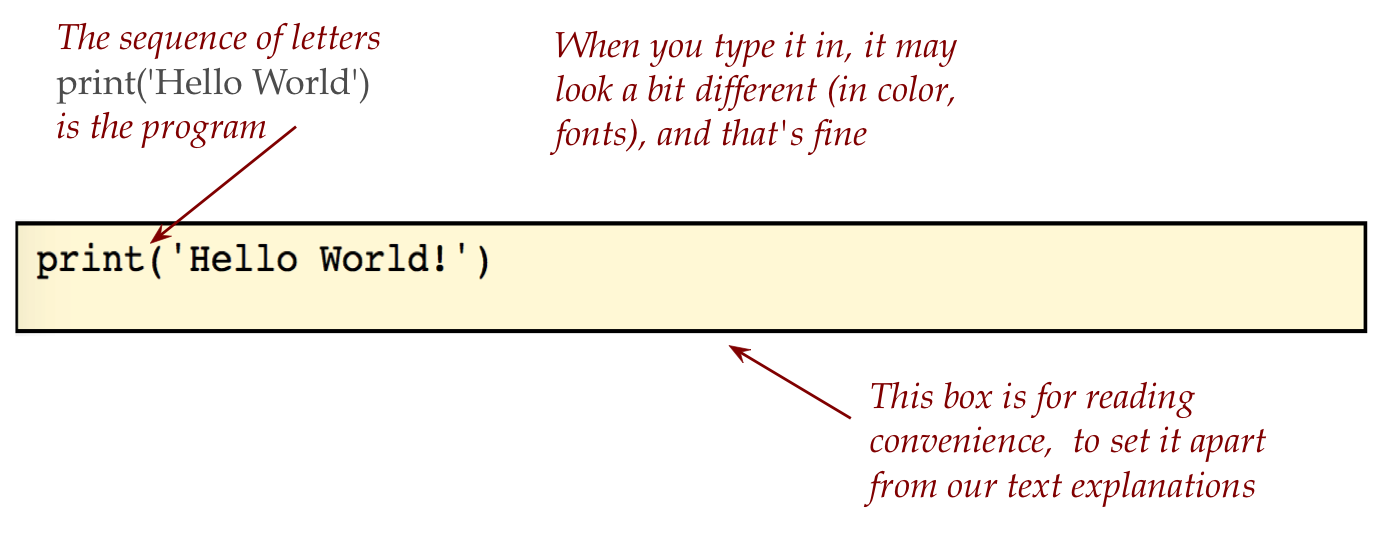 The sequence of letters
print('Hello World')
is the program
When you type it in, it may
look a bit different (in color,
fonts), and that's fine
print('Hello World!')
This box is for reading
convenience,  to set it apart
from our text explanations